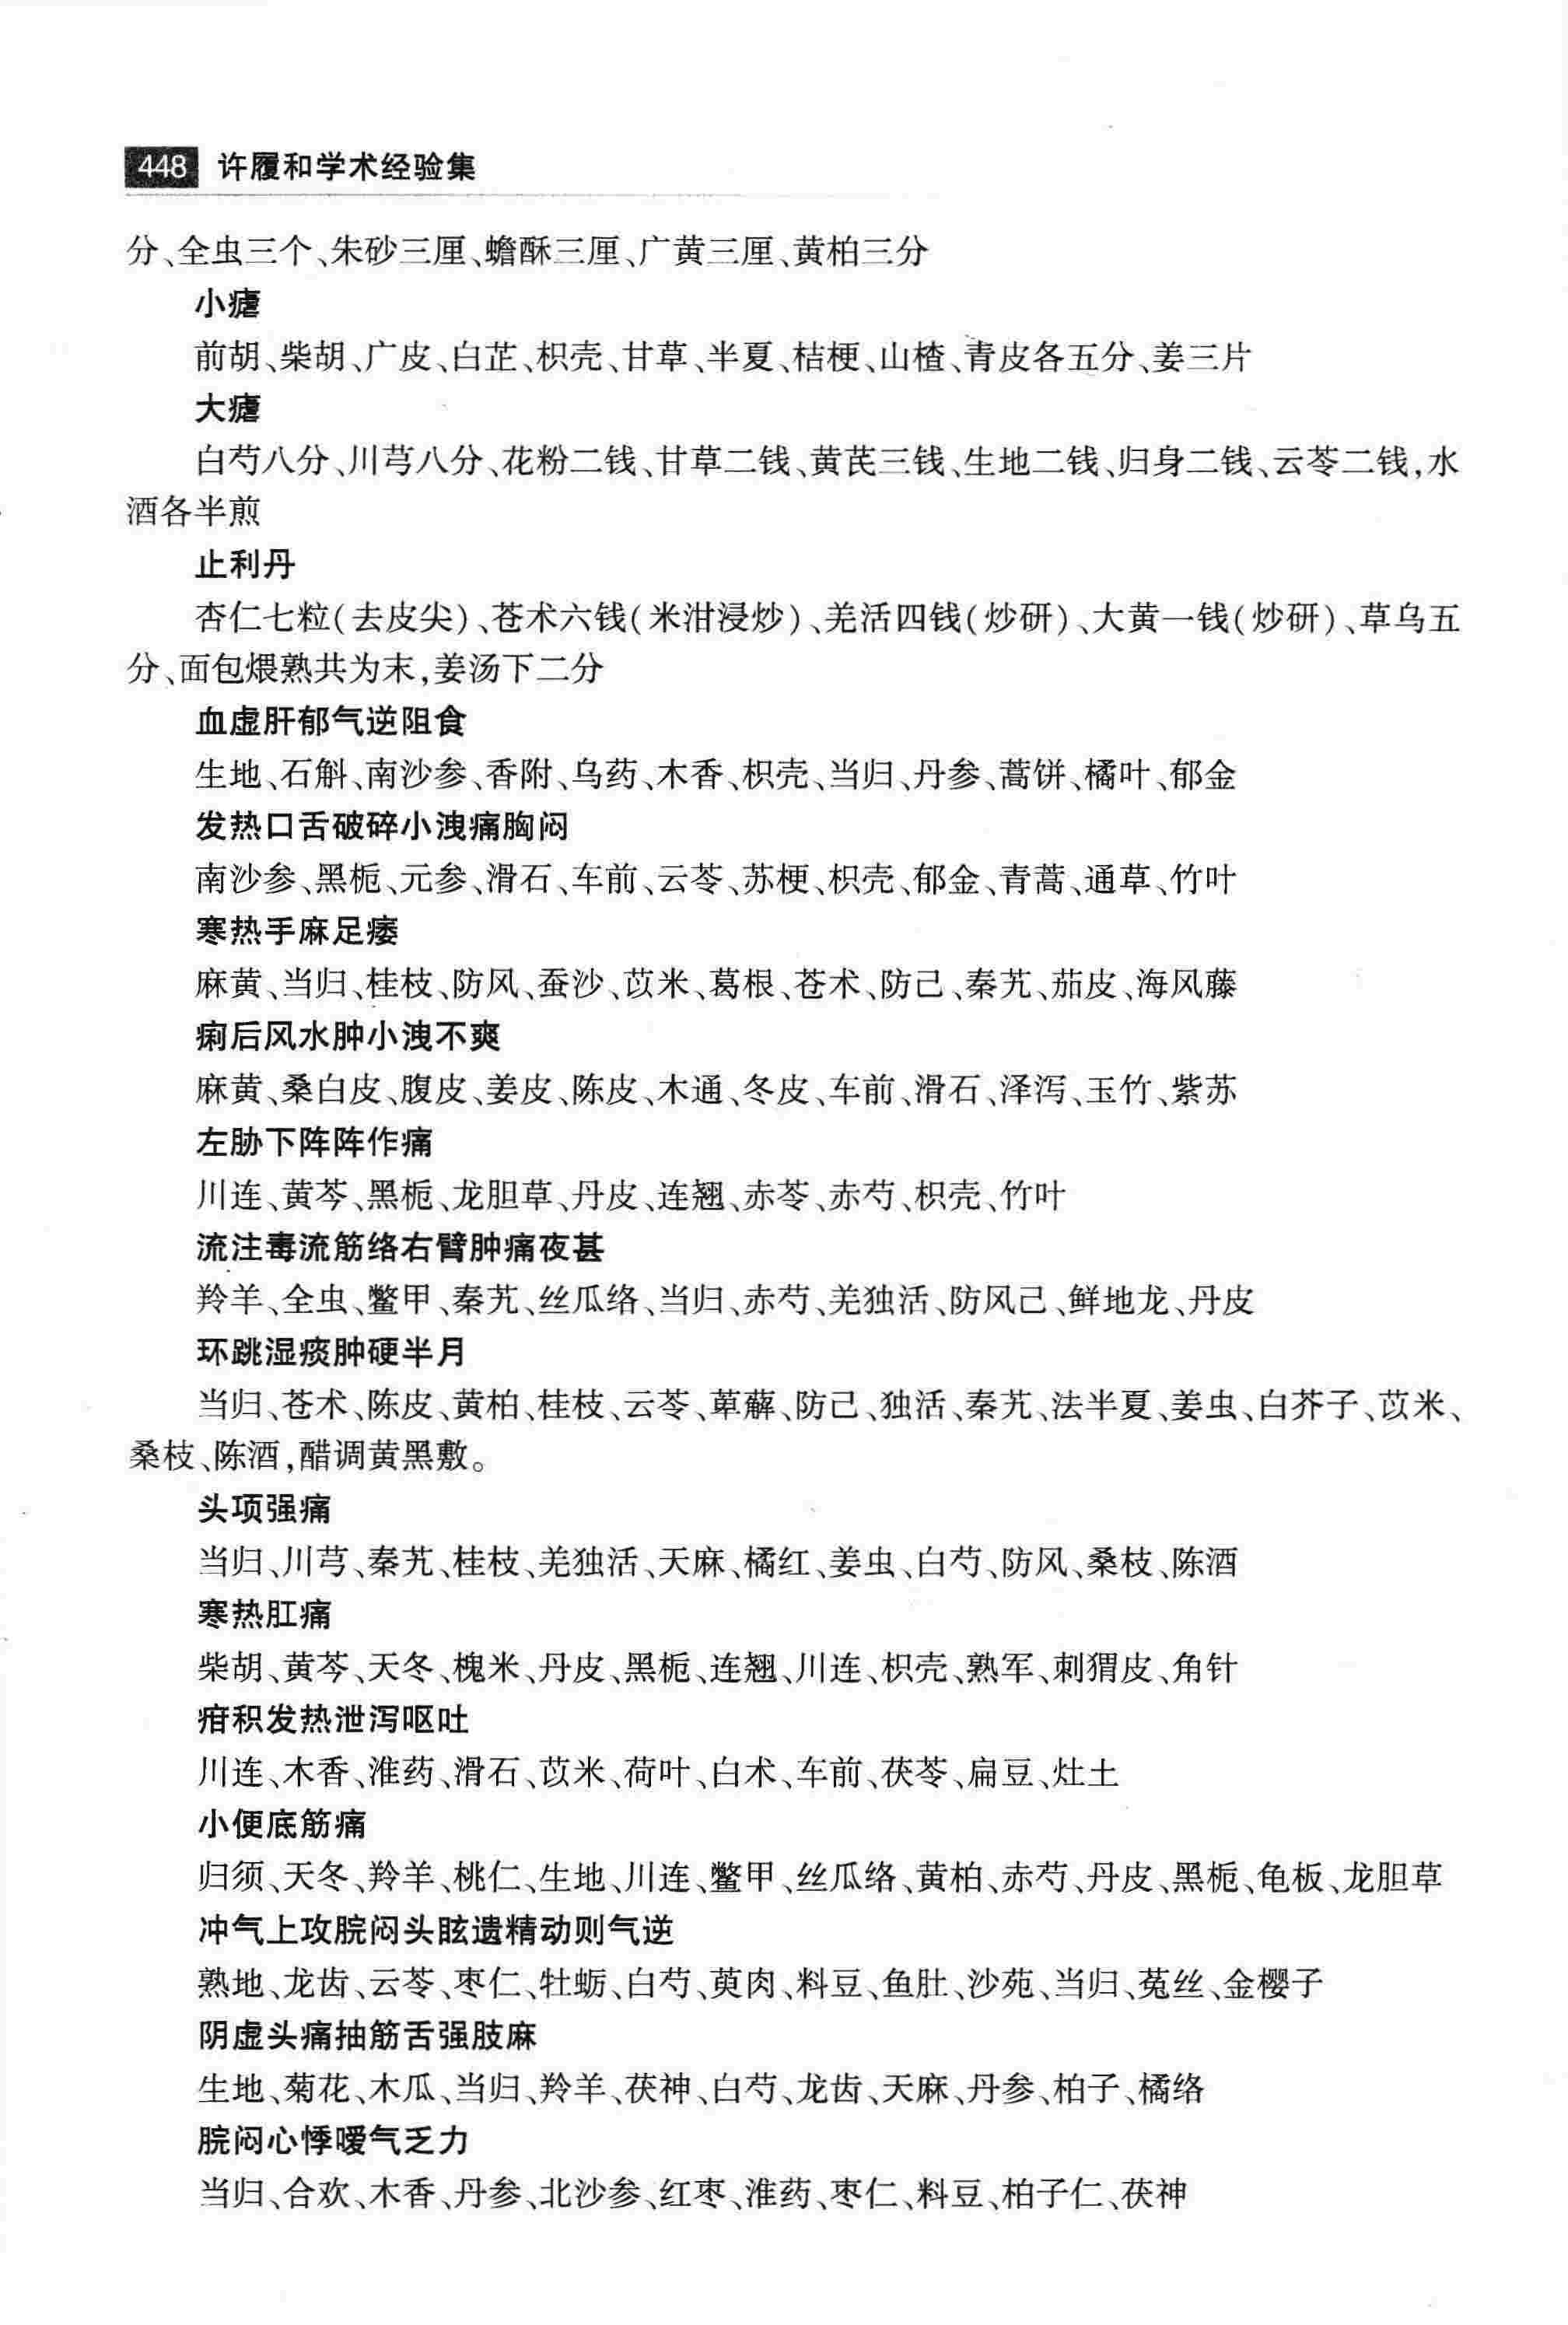 448 许履和学术经验集
分、全虫三个、朱砂三厘、蟾酥三厘、广黄三厘、黄柏三分
小瘧
前胡、柴胡、广皮、白芷、枳壳、甘草、半夏、桔梗、山楂、青皮各五分、姜三片
大瘧
白芍八分、川芎八分、花粉二钱、甘草二钱、黄芪三钱、生地二钱、归身二钱、云苓二钱,水
酒各半煎
止利丹
杏仁七粒(去皮尖)、苍术六钱(米泔浸炒)、羌活四钱(炒研)、大黄一钱(炒研)、草乌五
分、面包煨熟共为末,姜汤下二分
血虚肝郁气逆阻食
生地、石斛、南沙参、香附、乌药、木香、枳壳、当归、丹参、蒿饼、橘叶、郁金
发热口舌破碎小溲痛胸闷
南沙参、黑栀、元参、滑石、车前、云苓、苏梗、枳壳、郁金、青蒿、通草、竹叶
寒热手麻足痿
麻黄、当归、桂枝、防风、蚕沙、苡米、葛根、苍术、防己、秦艽、茄皮、海风藤
痢后风水肿小溲不爽
麻黄、桑白皮、腹皮、姜皮、陈皮、木通、冬皮、车前、滑石、泽泻、玉竹、紫苏
左胁下阵阵作痛
川连、黄芩、黑栀、龙胆草、丹皮、连翘、赤苓、赤芍、枳壳、竹叶
流注毒流筋络右臂肿痛夜甚
羚羊、全虫、鳖甲、秦艽、丝瓜络、当归、赤芍、羌独活、防风己、鲜地龙、丹皮
环跳湿痰肿硬半月
当归、苍术、陈皮、黄柏、桂枝、云苓、萆薢、防己、独活、秦艽、法半夏、姜虫、白芥子、苡米、
桑枝、陈酒,醋调黄黑敷。
头项强痛
当归、川芎、秦艽、桂枝、羌独活、天麻、橘红、姜虫、白芍、防风、桑枝、陈酒
寒热肛痛
柴胡、黄芩、天冬、槐米、丹皮、黑栀、连翘、川连、枳壳、熟军、刺猬皮、角针
疳积发热泄泻呕吐
川连、木香、淮药、滑石、苡米、荷叶、白术、车前、茯苓、扁豆、灶土
小便底筋痛
归须、天冬、羚羊、桃仁、生地、川连、鳖甲、丝瓜络、黄柏、赤芍、丹皮、黑栀、龟板、龙胆草
冲气上攻脘闷头眩遗精动则气逆
熟地、龙齿、云苓、枣仁、牡蛎、白芍、萸肉、料豆、鱼肚、沙苑、当归、菟丝、金樱子
阴虚头痛抽筋舌强肢麻
生地、菊花、木瓜、当归、羚羊、茯神、白芍、龙齿、天麻、丹参、柏子、橘络
脘闷心悸嗳气乏力
当归、合欢、木香、丹参、北沙参、红枣、淮药、枣仁、料豆、柏子仁、茯神